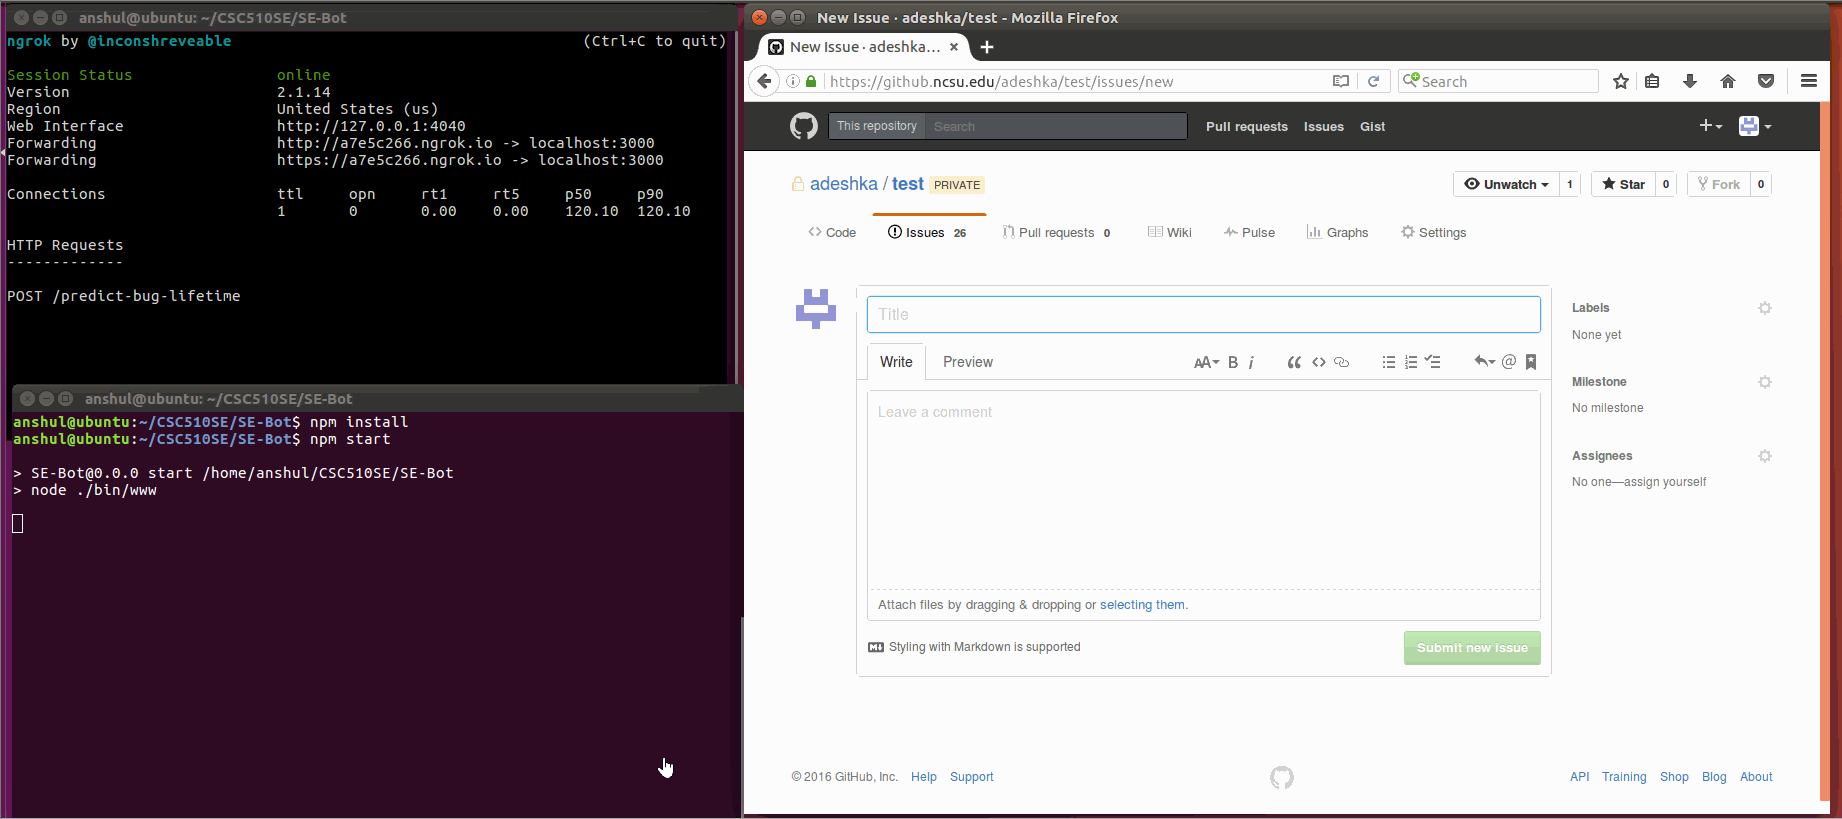 anshul@ubuntu: ~/CSC510SE/SE-Bot
ngrok by @inconshreveable (Ctrl+C to quit)
Session Status online
Version 2.1.14
Region United States (us)
Web Interface http://127.0.0.1:4040
Forwarding http://a7e5c266.ngrok.io -> localhost:3000
Forwarding https://a7e5c266.ngrok.io -> localhost:3000
Connections ttl opn rt1 rt5 p50 p90
1 0 0.00 0.00 120.10 120.10
HTTP Requests
-------------
POST /predict-bug-lifetime
anshul@ubuntu: ~/CSC510SE/SE-Bot
anshul@ubuntu:~/CSC510SE/SE-Bot$ npm install
anshul@ubuntu:~/CSC510SE/SE-Bot$ npm start
> SE-Bot@0.0.0 start /home/anshul/CSC510SE/SE-Bot
> node ./bin/www
New Issue · adeshka/test - Mozilla Firefox
New Issue · adeshka...
https://github.ncsu.edu/adeshka/test/issues/new
Search
This repository Search Pull requests Issues Gist
adeshka / test PRIVATE
Unwatch 1 Star 0 Fork 0
Code Issues 26 Pull requests 0 Wiki Pulse Graphs Settings
Title
Write Preview
AA B i
Leave a comment
Attach files by dragging & dropping or selecting them.
Styling with Markdown is supported
Submit new issue
Labels
None yet
Milestone
No milestone
Assignees
No one—assign yourself
© 2016 GitHub, Inc. Help Support
API Training Shop Blog About